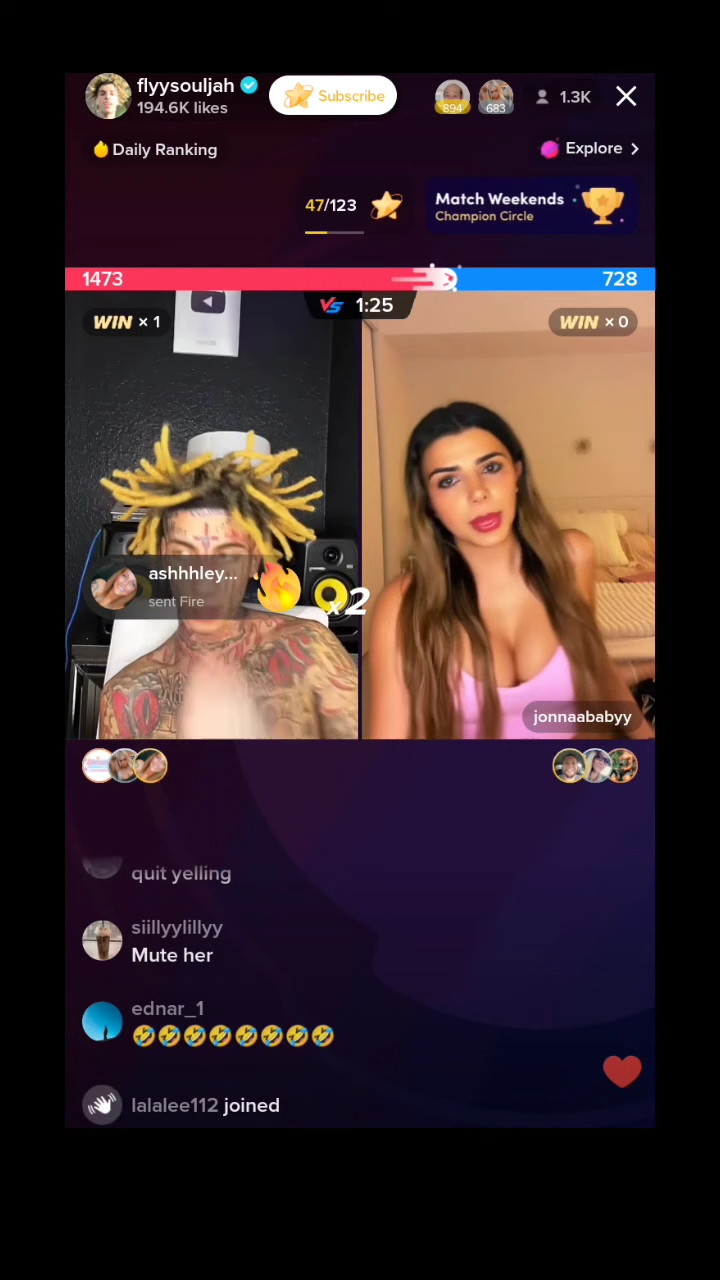 flyysouljah
194.6K likes
Subscribe
894
683
1.3K
Daily Ranking
Explore
47/123
Match Weekends
Champion Circle
1473
728
VS 1:25
WIN × 1
WIN × 0
ashhhley...
sent Fire
x2
jonnaababyy
quit yelling
siillyylillyy
Mute her
ednar_1
🤣🤣🤣🤣🤣🤣🤣🤣
lalalee112 joined